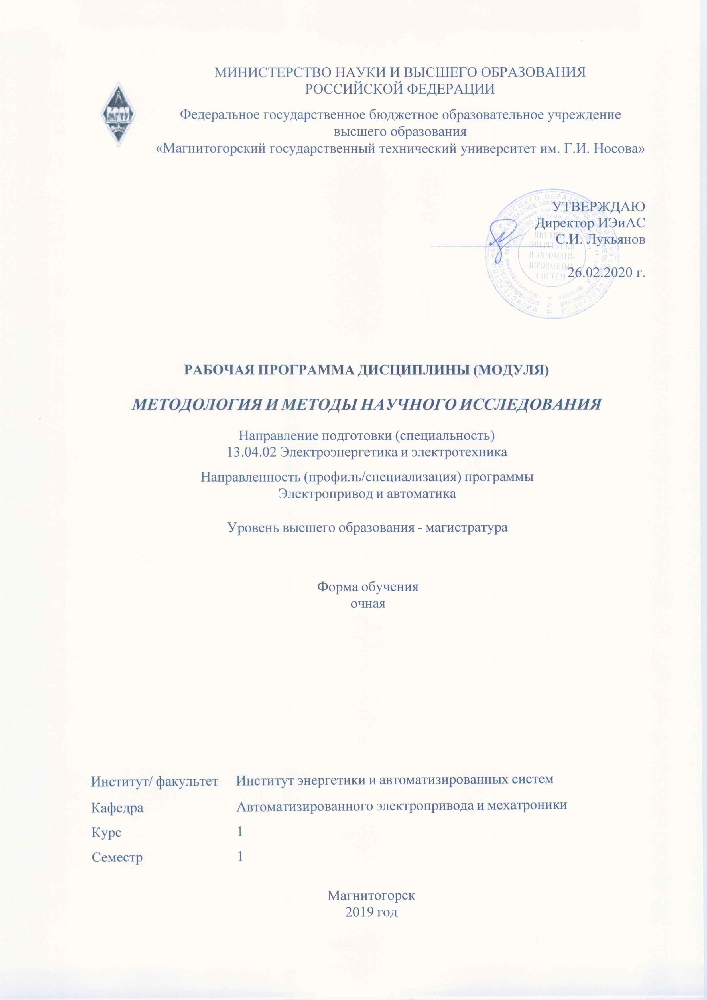 МИНИСТЕРСТВО НАУКИ И ВЫСШЕГО ОБРАЗОВАНИЯ
РОССИЙСКОЙ ФЕДЕРАЦИИ
Федеральное государственное бюджетное образовательное учреждение
высшего образования
«Магнитогорский государственный технический университет им. Г.И. Носова»
МГТУ
УТВЕРЖДАЮ
Директор ИЭиАС
С.И. Лукьянов
26.02.2020 г.
ИНСТИТУТ
ЭНЕРГЕТИКИ
И АВТОМАТИ-
ЗИРОВАННЫХ
СИСТЕМ
РАБОЧАЯ ПРОГРАММА ДИСЦИПЛИНЫ (МОДУЛЯ)
МЕТОДОЛОГИЯ И МЕТОДЫ НАУЧНОГО ИССЛЕДОВАНИЯ
Направление подготовки (специальность)
13.04.02 Электроэнергетика и электротехника
Направленность (профиль/специализация) программы
Электропривод и автоматика
Уровень высшего образования - магистратура
Форма обучения
очная
Институт/ факультет Институт энергетики и автоматизированных систем
Кафедра Автоматизированного электропривода и мехатроники
Курс 1
Семестр 1
Магнитогорск
2019 год